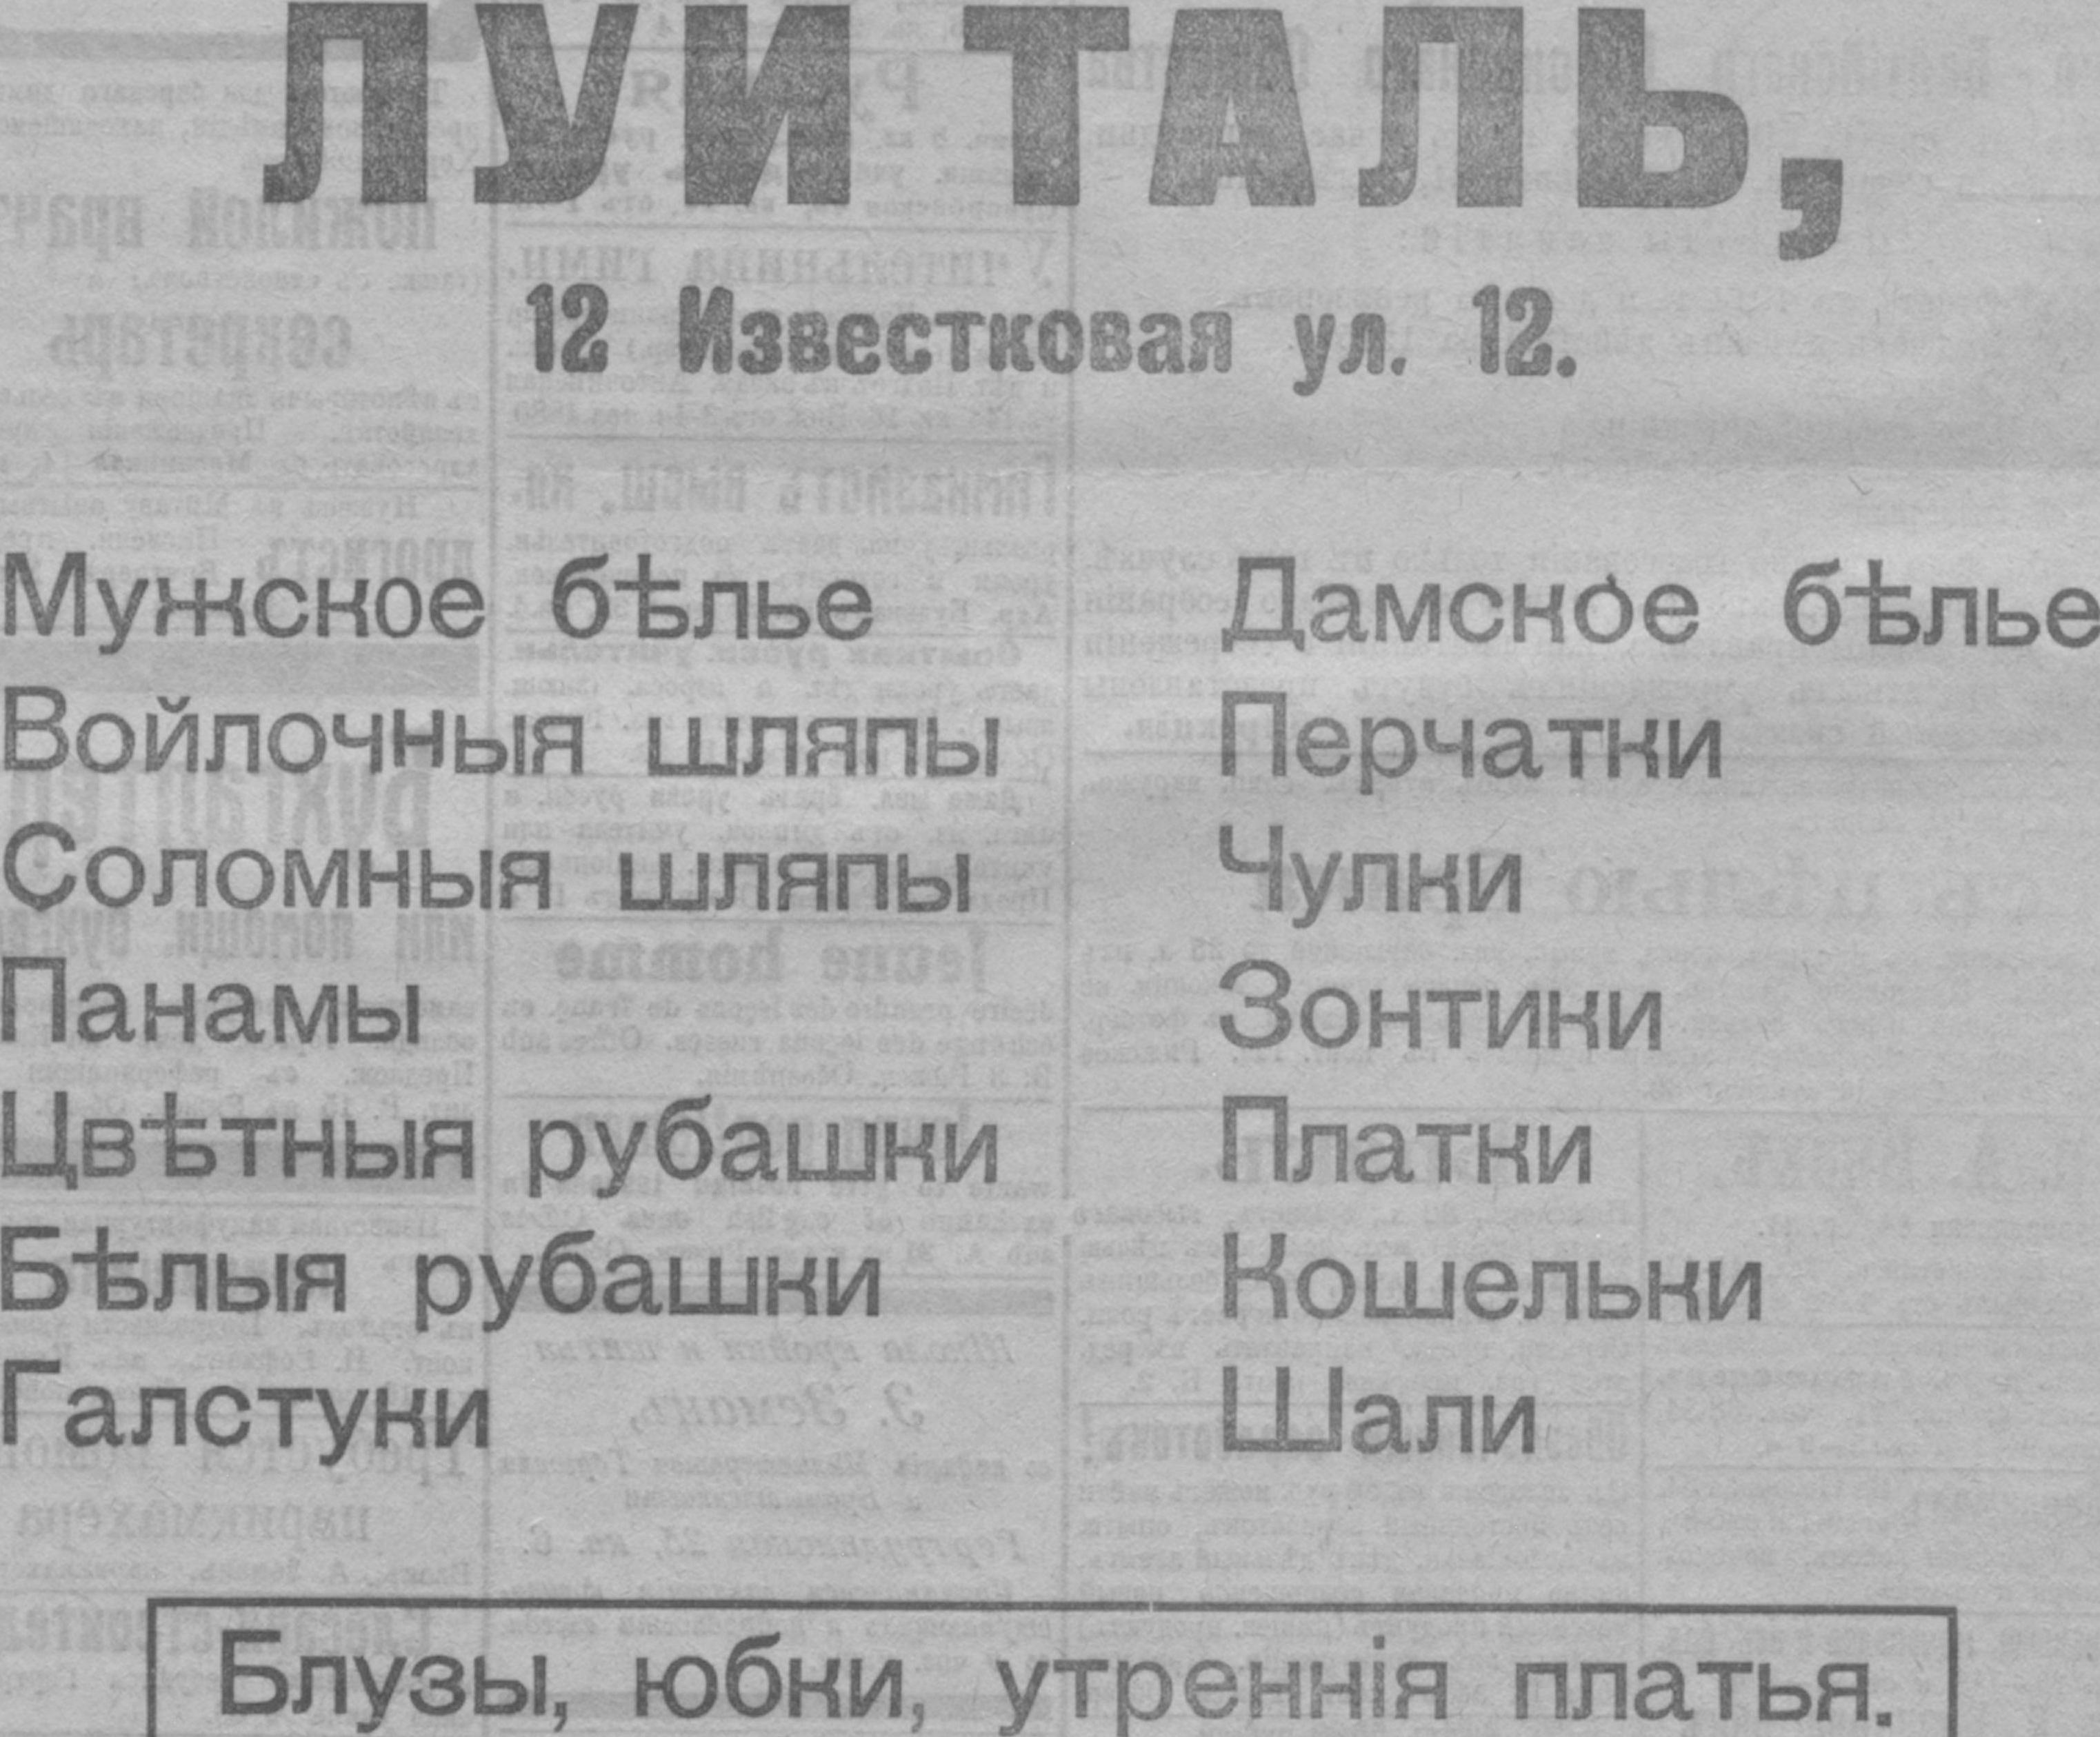 ЛУИ ТАЛЬ,
12 Известковая ул. 12.
Мужское бѣлье
Войлочныя шляпы
Соломныя шляпы
Панамы
Цвѣтныя рубашки
Бѣлыя рубашки
Галстуки
Дамское бѣлье
Перчатки
Чулки
Зонтики
Платки
Кошельки
Шали
Блузы, юбки, утреннія платья.